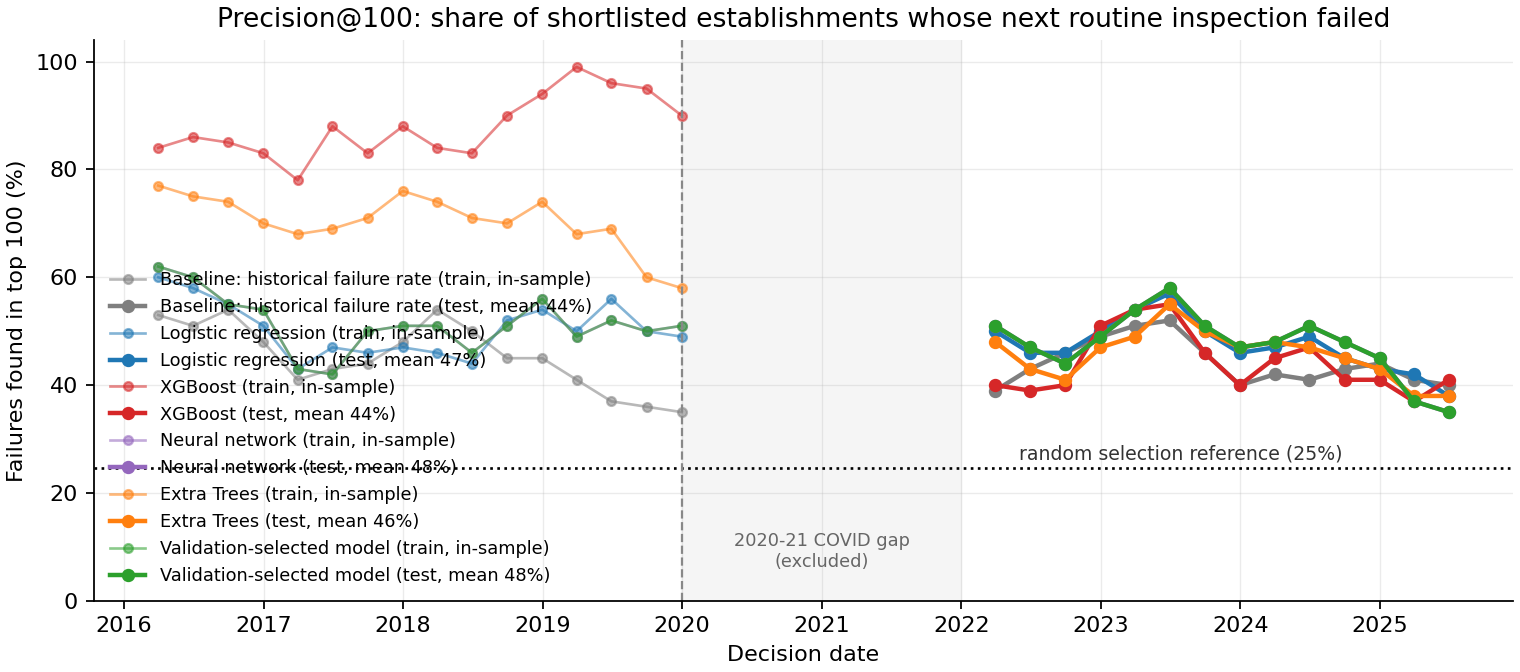 Precision@100: share of shortlisted establishments whose next routine inspection failed
Failures found in top 100 (%)
100
80
60
40
20
0
Baseline: historical failure rate (train, in-sample)
Baseline: historical failure rate (test, mean 44%)
Logistic regression (train, in-sample)
Logistic regression (test, mean 47%)
XGBoost (train, in-sample)
XGBoost (test, mean 44%)
Neural network (train, in-sample)
Neural network (test, mean 48%)
Extra Trees (train, in-sample)
Extra Trees (test, mean 46%)
Validation-selected model (train, in-sample)
Validation-selected model (test, mean 48%)
random selection reference (25%)
2020-21 COVID gap
(excluded)
2016 2017 2018 2019 2020 2021 2022 2023 2024 2025
Decision date